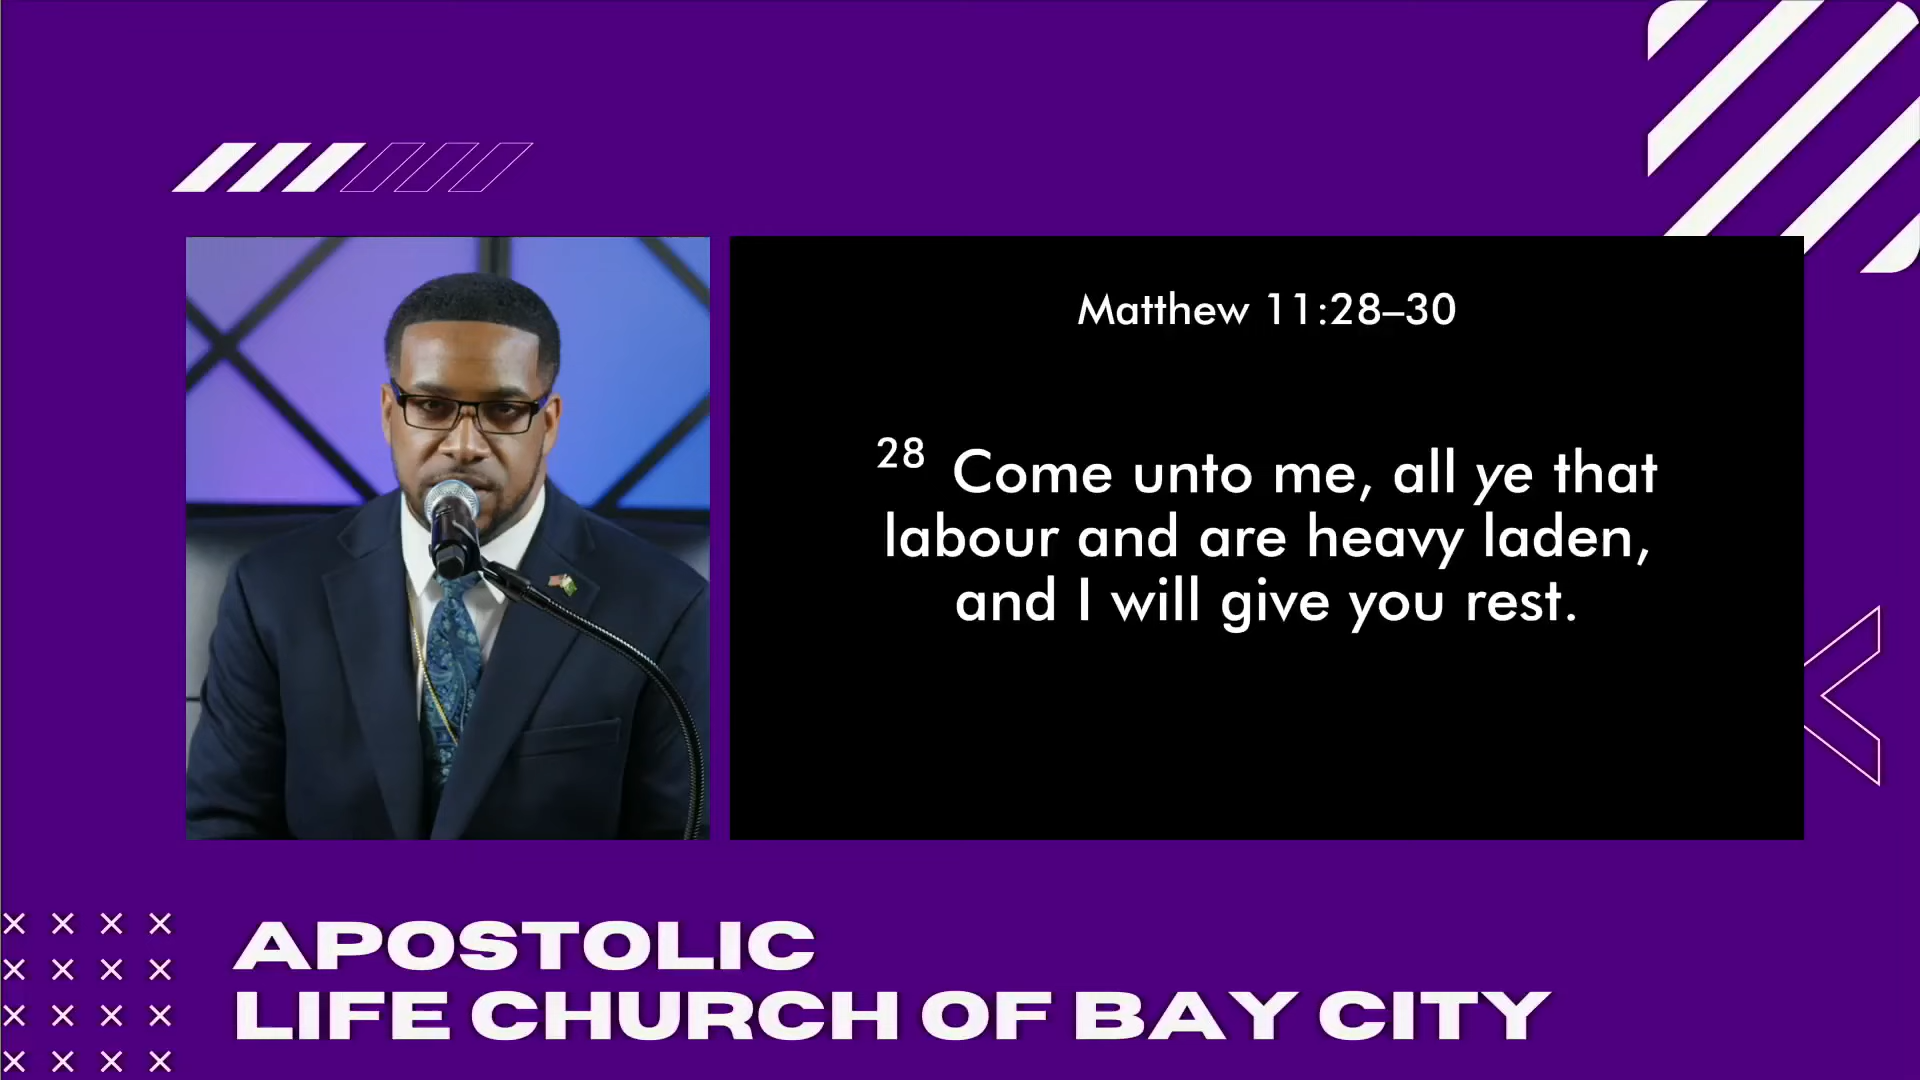 Matthew 11:28–30
28 Come unto me, all ye that
labour and are heavy laden,
and I will give you rest.
APOSTOLIC
LIFE CHURCH OF BAY CITY